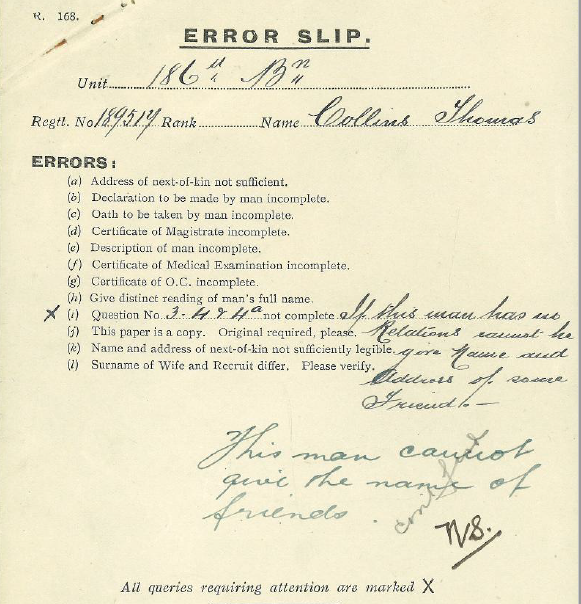 R. 168.
ERROR SLIP.
Unit 186th Bn
Regtl. No 189517 Rank Name Collins Thomas
ERRORS:
(a) Address of next-of-kin not sufficient.
(b) Declaration to be made by man incomplete.
(c) Oath to be taken by man incomplete.
(d) Certificate of Magistrate incomplete.
(e) Description of man incomplete.
(f) Certificate of Medical Examination incomplete.
(g) Certificate of O.C. incomplete.
(h) Give distinct reading of man's full name.
X (i) Question No. 3-4 & 4a not complete If this man has no
(j) This paper is a copy. Original required, please. Relations cannot he
(k) Name and address of next-of-kin not sufficiently legible. give Name and
(l) Surname of Wife and Recruit differ. Please verify. Address of some
Friend.—
This man cannot
give the name of
friends.
N.S.
All queries requiring attention are marked X